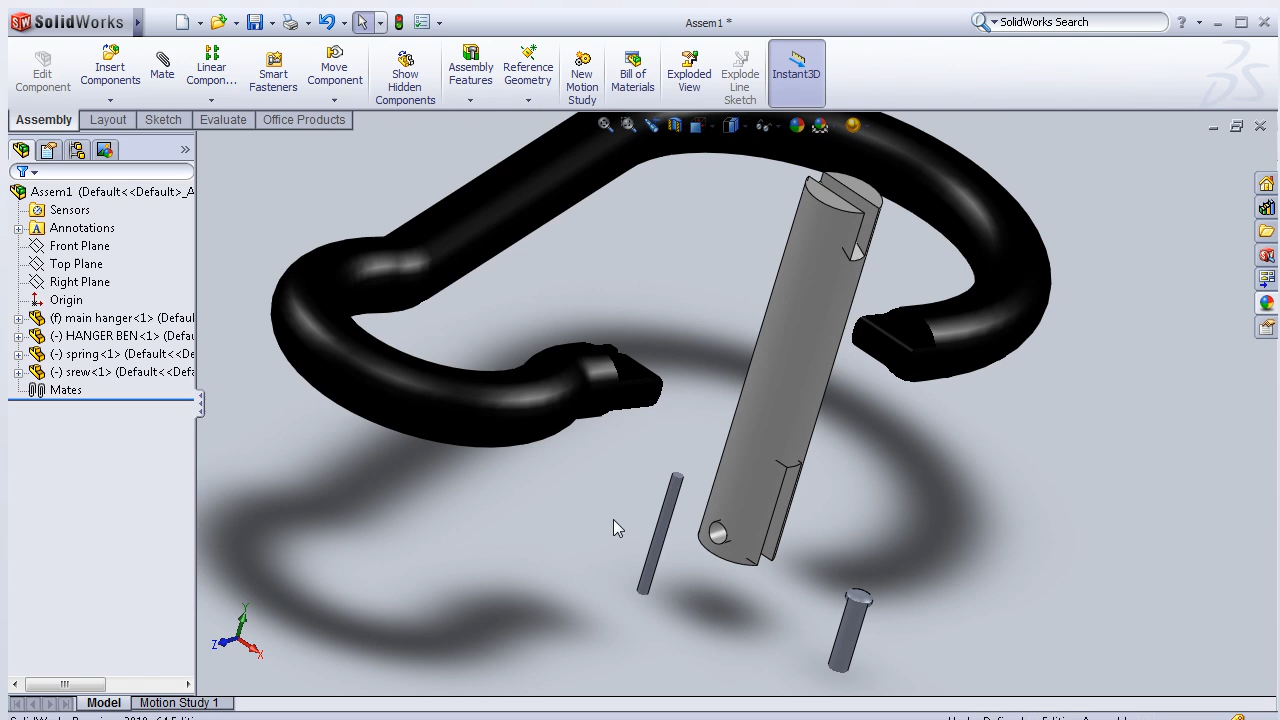 SolidWorks
Assem1 *
SolidWorks Search
?
Edit Component
Insert Components
Mate
Linear Compon...
Smart Fasteners
Move Component
Show Hidden Components
Assembly Features
Reference Geometry
New Motion Study
Bill of Materials
Exploded View
Explode Line Sketch
Instant3D
Assembly
Layout
Sketch
Evaluate
Office Products
Assem1 (Default<<Default>_A
Sensors
Annotations
Front Plane
Top Plane
Right Plane
Origin
(f) main hanger<1> (Defaul
(-) HANGER BEN<1> (Defau
(-) spring<1> (Default<<De
(-) srew<1> (Default<<Defa
Mates
Y
Z
X
Model
Motion Study 1